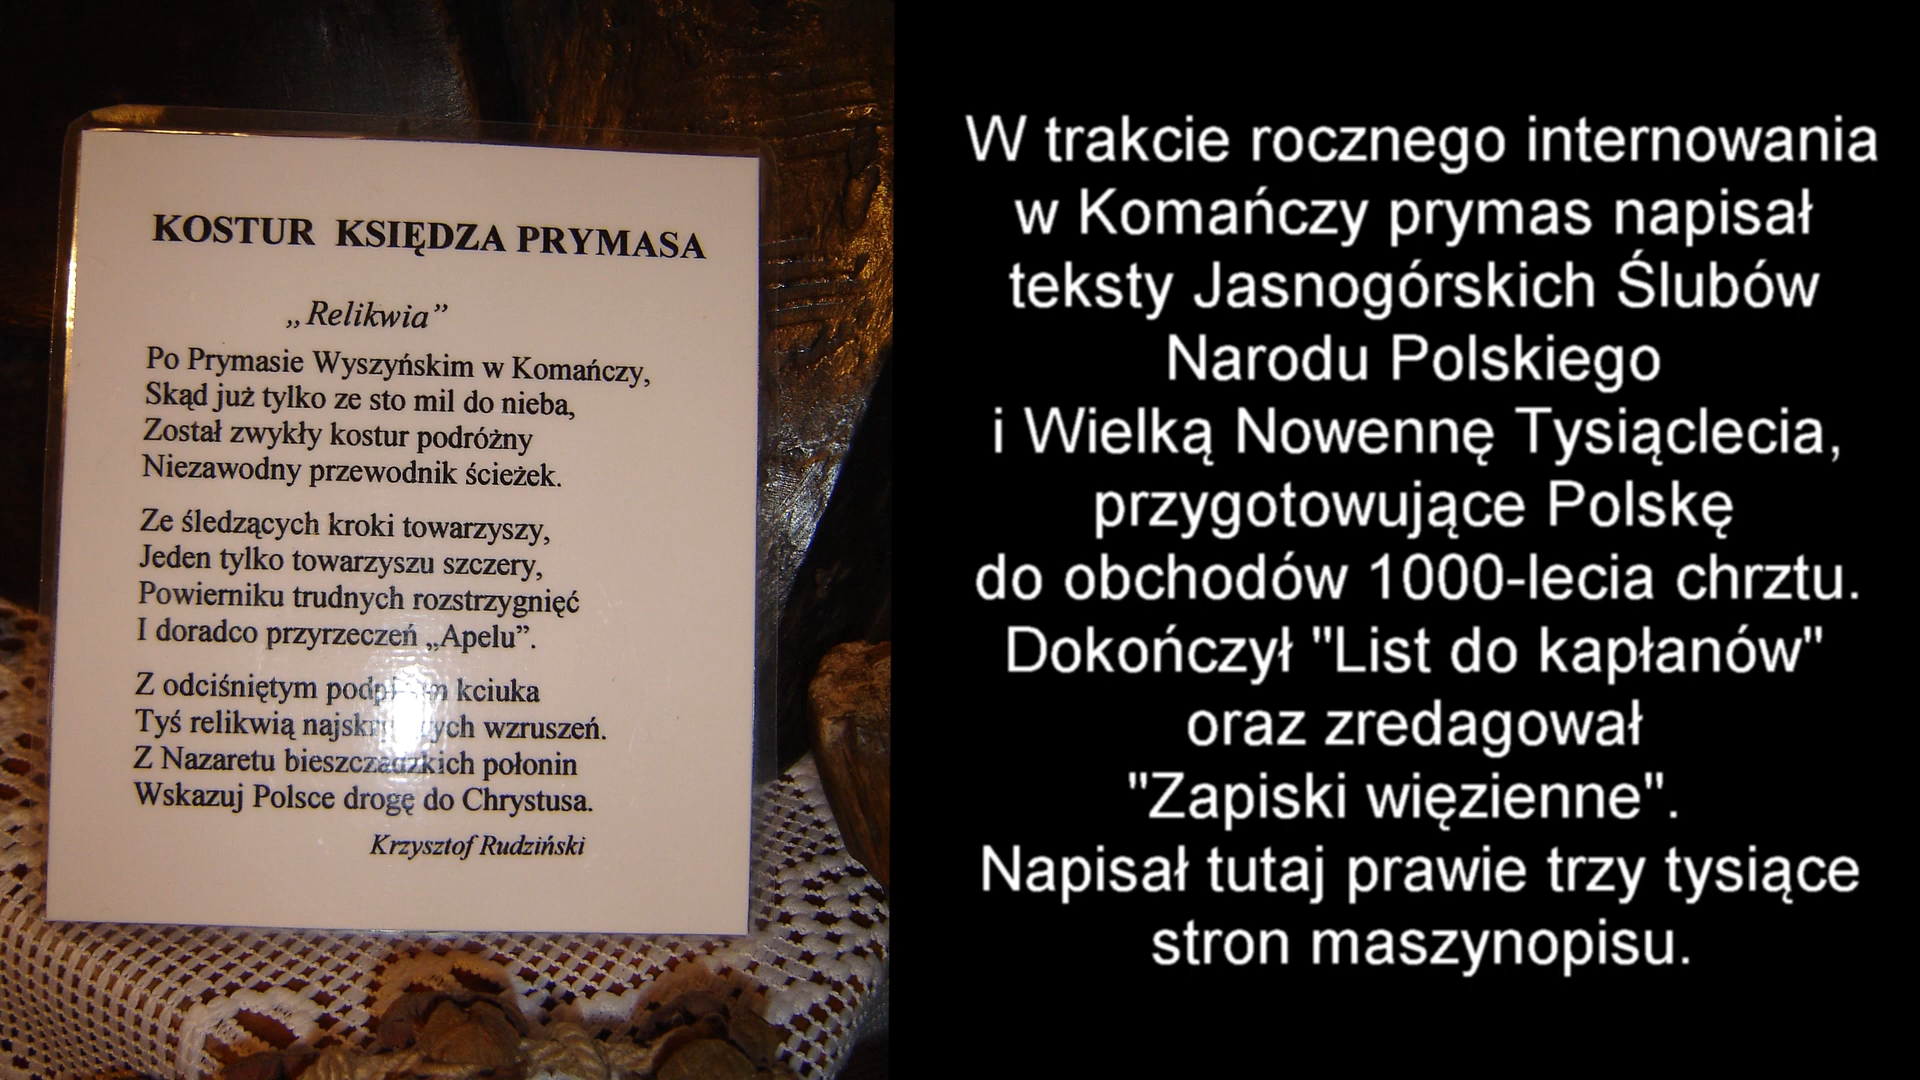 KOSTUR KSIĘDZA PRYMASA
„Relikwia”
Po Prymasie Wyszyńskim w Komańczy,
Skąd już tylko ze sto mil do nieba,
Został zwykły kostur podróżny
Niezawodny przewodnik ścieżek.
Ze śledzących kroki towarzyszy,
Jeden tylko towarzyszu szczery,
Powierniku trudnych rozstrzygnięć
I doradco przyrzeczeń „Apelu”.
Z odciśniętym kciuka
Tyś relikwią wzruszeń.
Z Nazaretu bieszczadzkich połonin
Wskazuj Polsce drogę do Chrystusa.
Krzysztof Rudziński
W trakcie rocznego internowania
w Komańczy prymas napisał
teksty Jasnogórskich Ślubów
Narodu Polskiego
i Wielką Nowennę Tysiąclecia,
przygotowujące Polskę
do obchodów 1000-lecia chrztu.
Dokończył "List do kapłanów"
oraz zredagował
"Zapiski więzienne".
Napisał tutaj prawie trzy tysiące
stron maszynopisu.